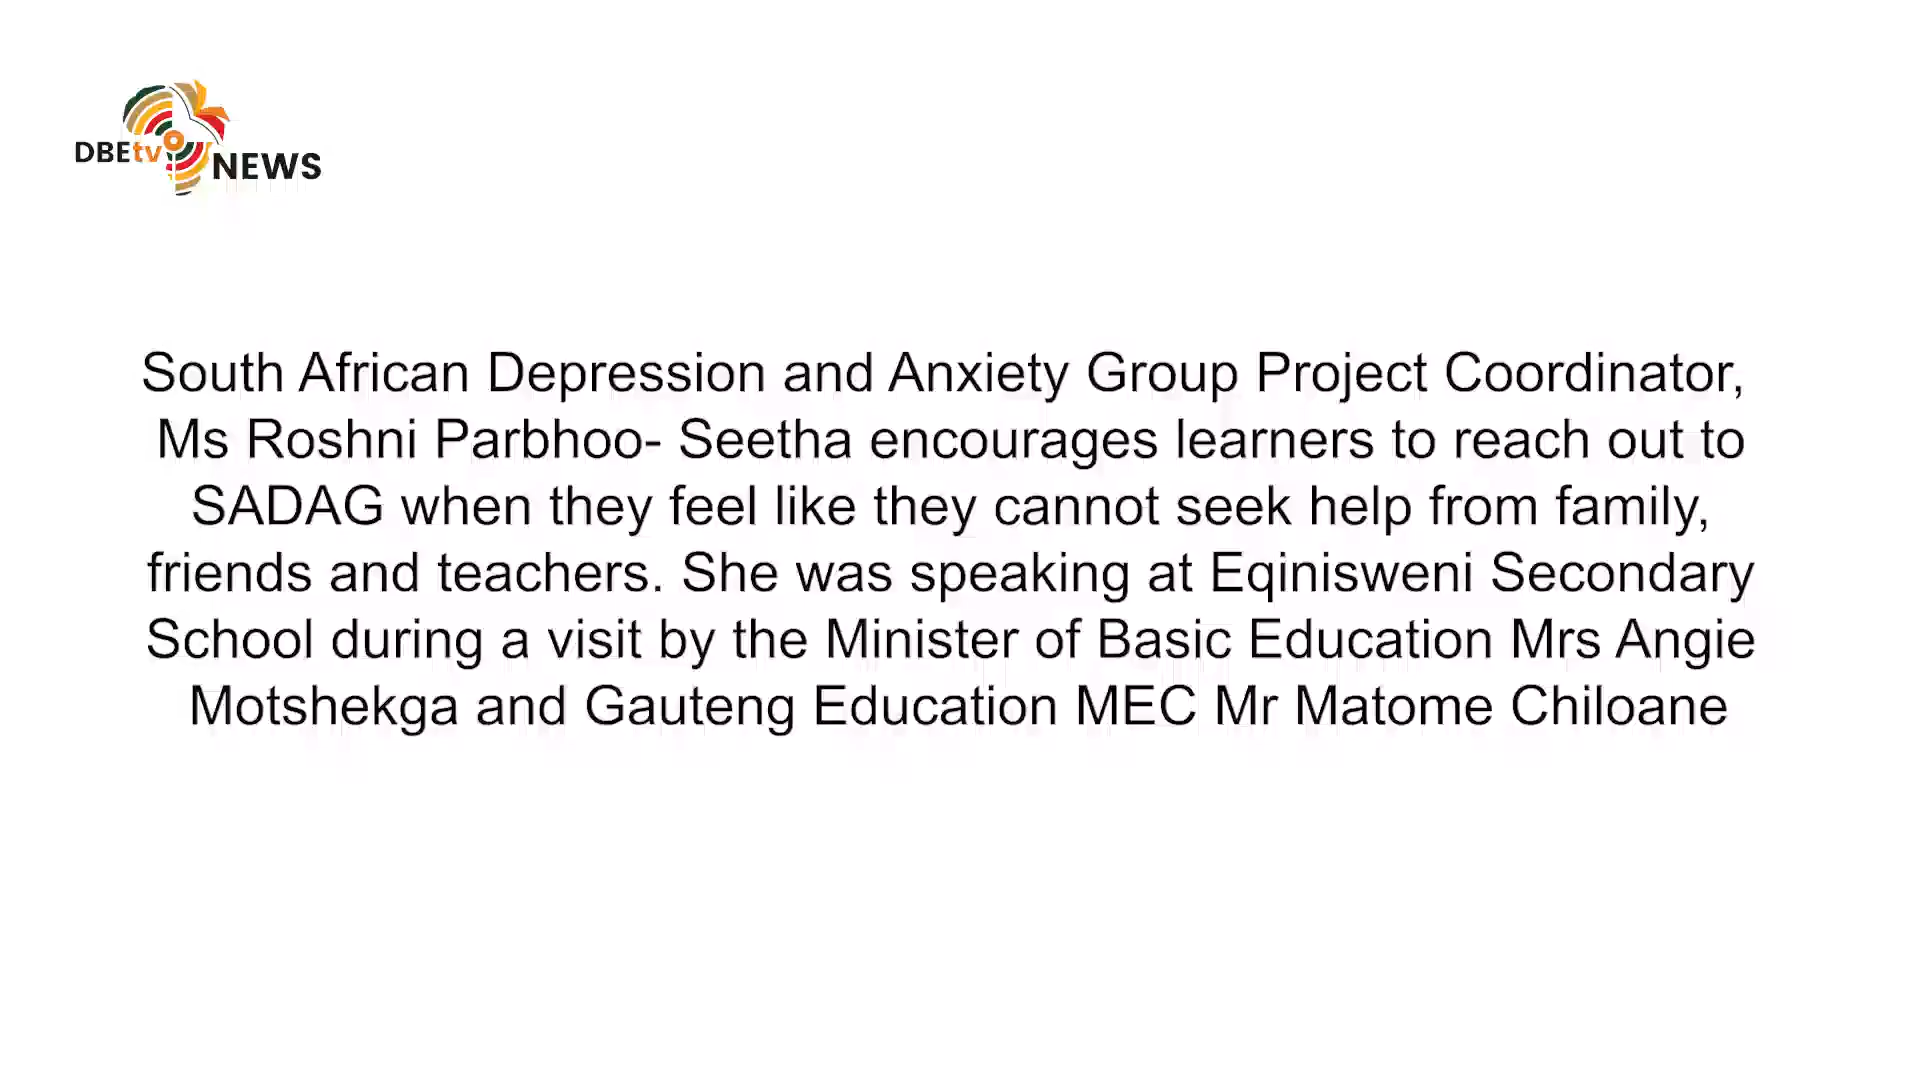 DBEtv NEWS
South African Depression and Anxiety Group Project Coordinator,
Ms Roshni Parbhoo- Seetha encourages learners to reach out to
SADAG when they feel like they cannot seek help from family,
friends and teachers. She was speaking at Eqinisweni Secondary
School during a visit by the Minister of Basic Education Mrs Angie
Motshekga and Gauteng Education MEC Mr Matome Chiloane